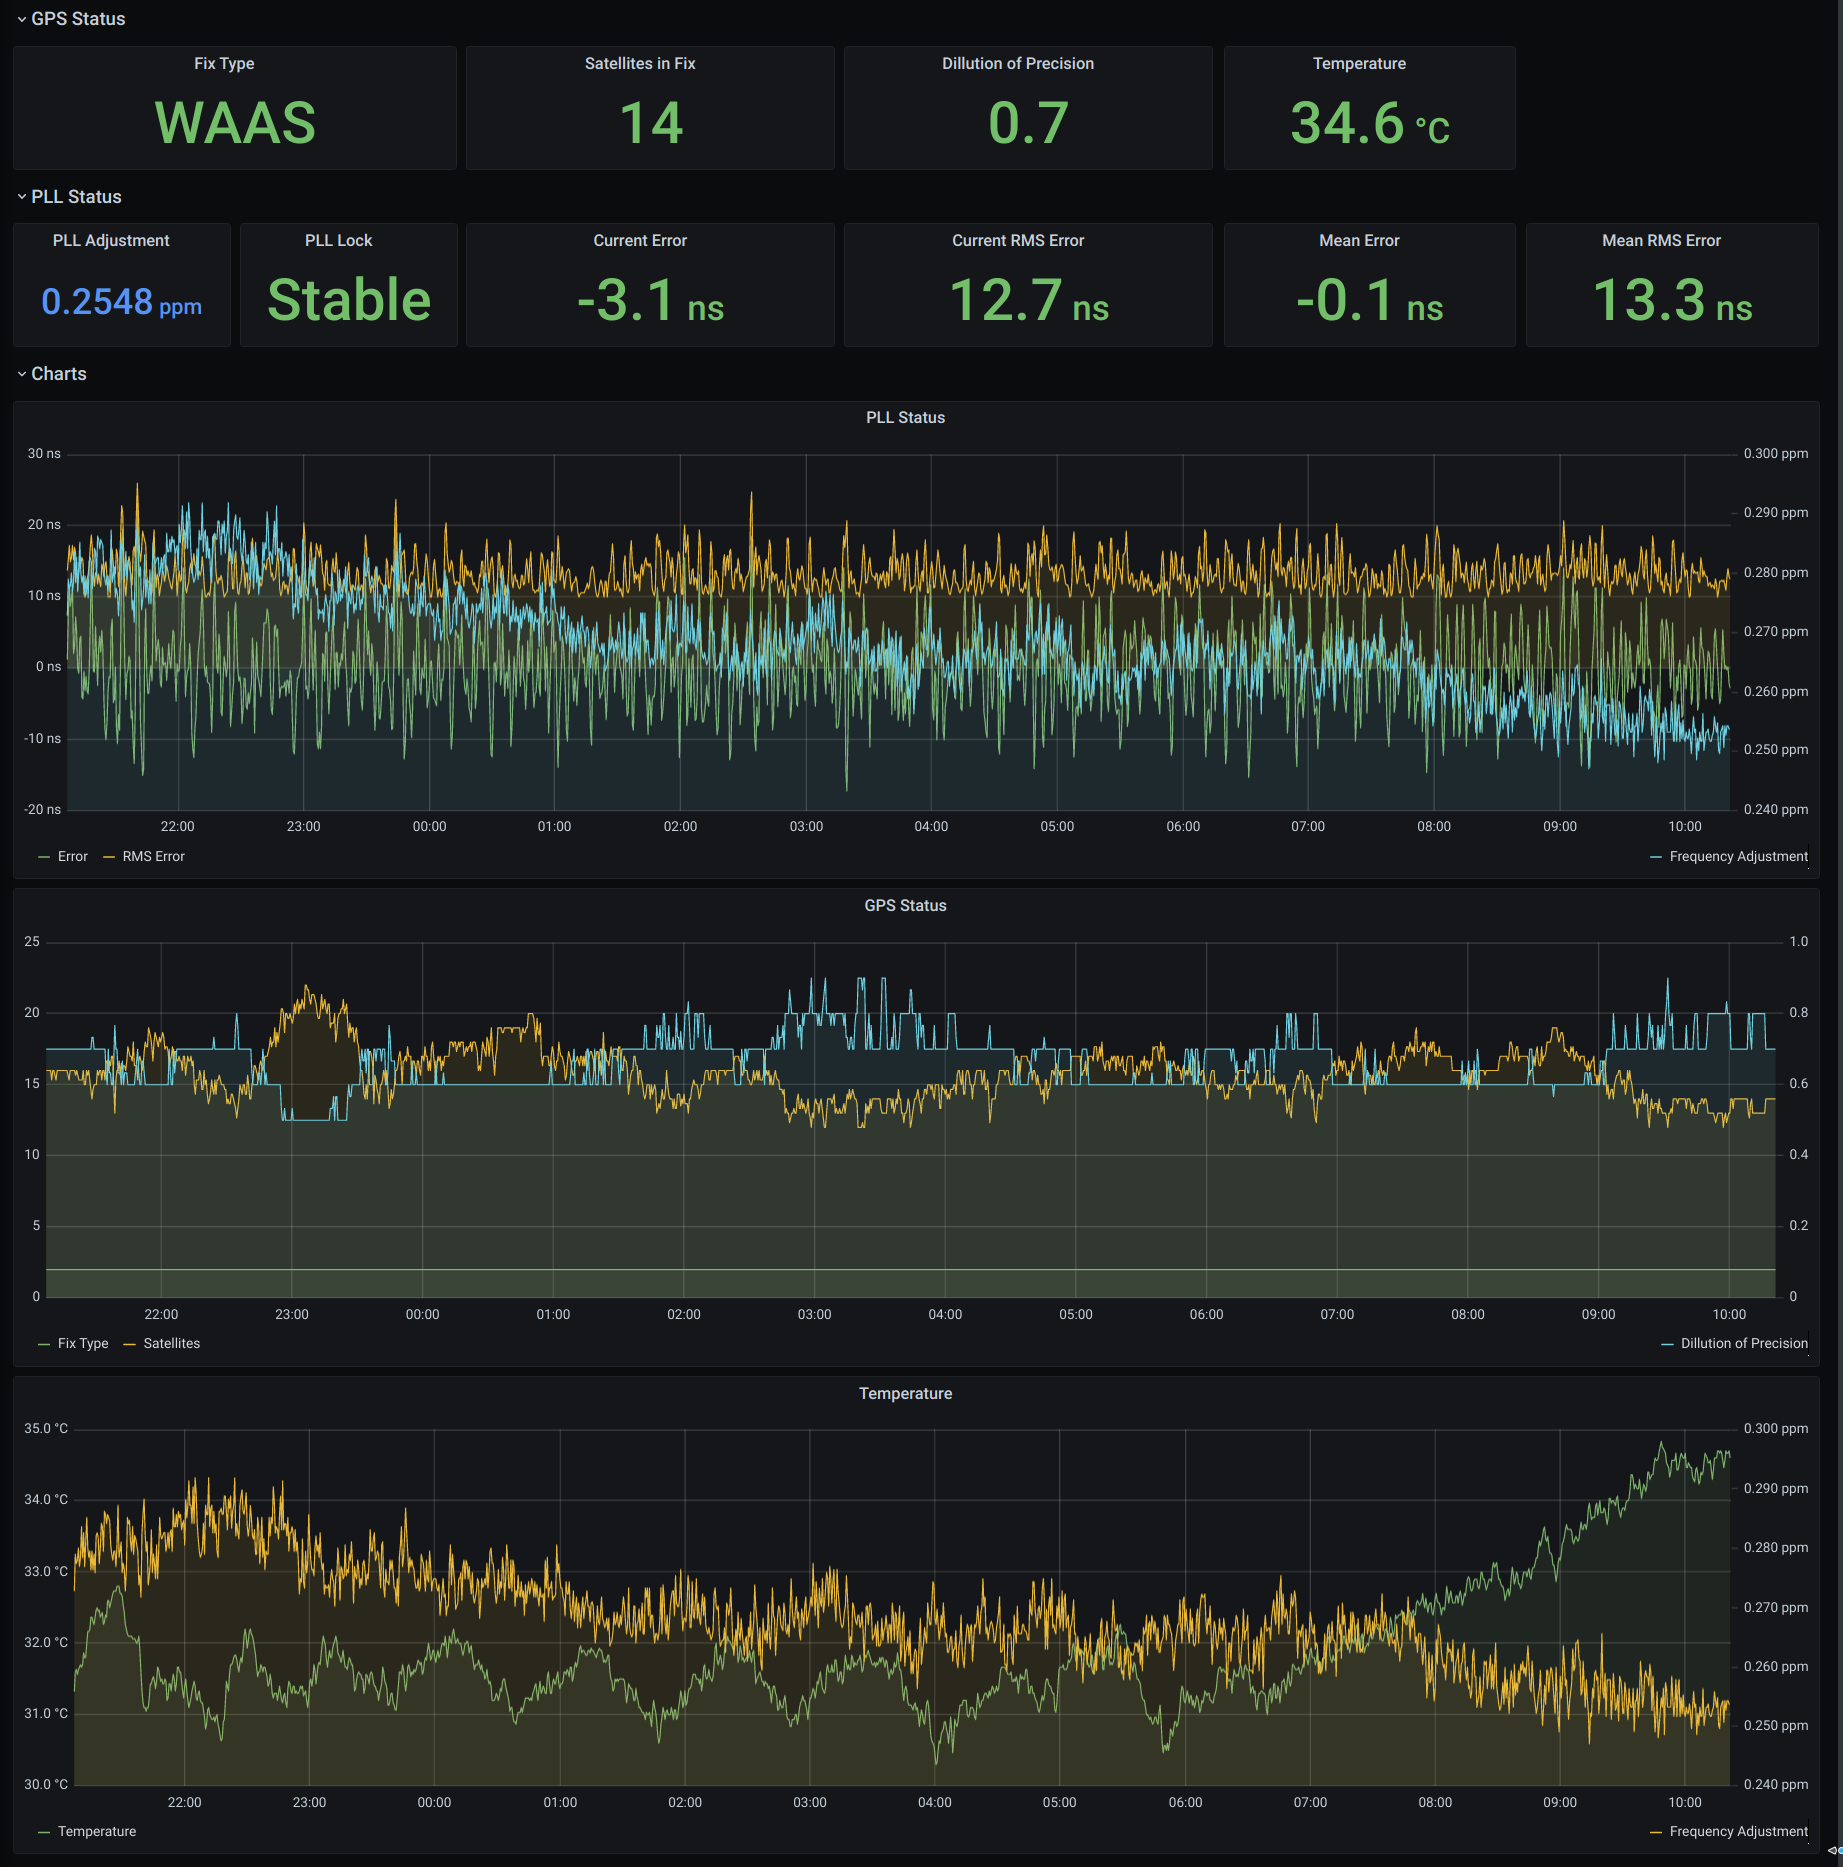 GPS Status
Fix Type
Satellites in Fix
Dillution of Precision
Temperature
WAAS
14
0.7
34.6 °C
PLL Status
PLL Adjustment
PLL Lock
Current Error
Current RMS Error
Mean Error
Mean RMS Error
0.2548 ppm
Stable
-3.1 ns
12.7 ns
-0.1 ns
13.3 ns
Charts
PLL Status
30 ns
20 ns
10 ns
0 ns
-10 ns
-20 ns
0.300 ppm
0.290 ppm
0.280 ppm
0.270 ppm
0.260 ppm
0.250 ppm
0.240 ppm
22:00 23:00 00:00 01:00 02:00 03:00 04:00 05:00 06:00 07:00 08:00 09:00 10:00
Error RMS Error
Frequency Adjustment
GPS Status
25
20
15
10
5
0
1.0
0.8
0.6
0.4
0.2
0
22:00 23:00 00:00 01:00 02:00 03:00 04:00 05:00 06:00 07:00 08:00 09:00 10:00
Fix Type Satellites
Dillution of Precision
Temperature
35.0 °C
34.0 °C
33.0 °C
32.0 °C
31.0 °C
30.0 °C
0.300 ppm
0.290 ppm
0.280 ppm
0.270 ppm
0.260 ppm
0.250 ppm
0.240 ppm
22:00 23:00 00:00 01:00 02:00 03:00 04:00 05:00 06:00 07:00 08:00 09:00 10:00
Temperature
Frequency Adjustment